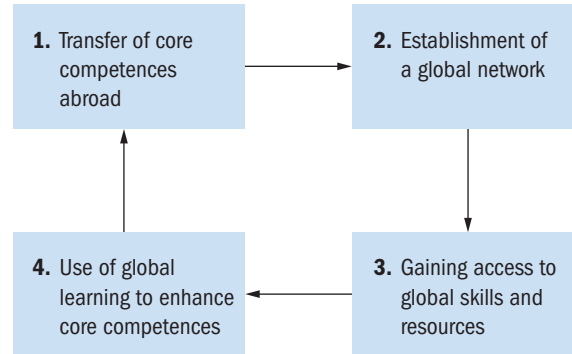 1. Transfer of core
competences
abroad
2. Establishment of
a global network
3. Gaining access to
global skills and
resources
4. Use of global
learning to enhance
core competences